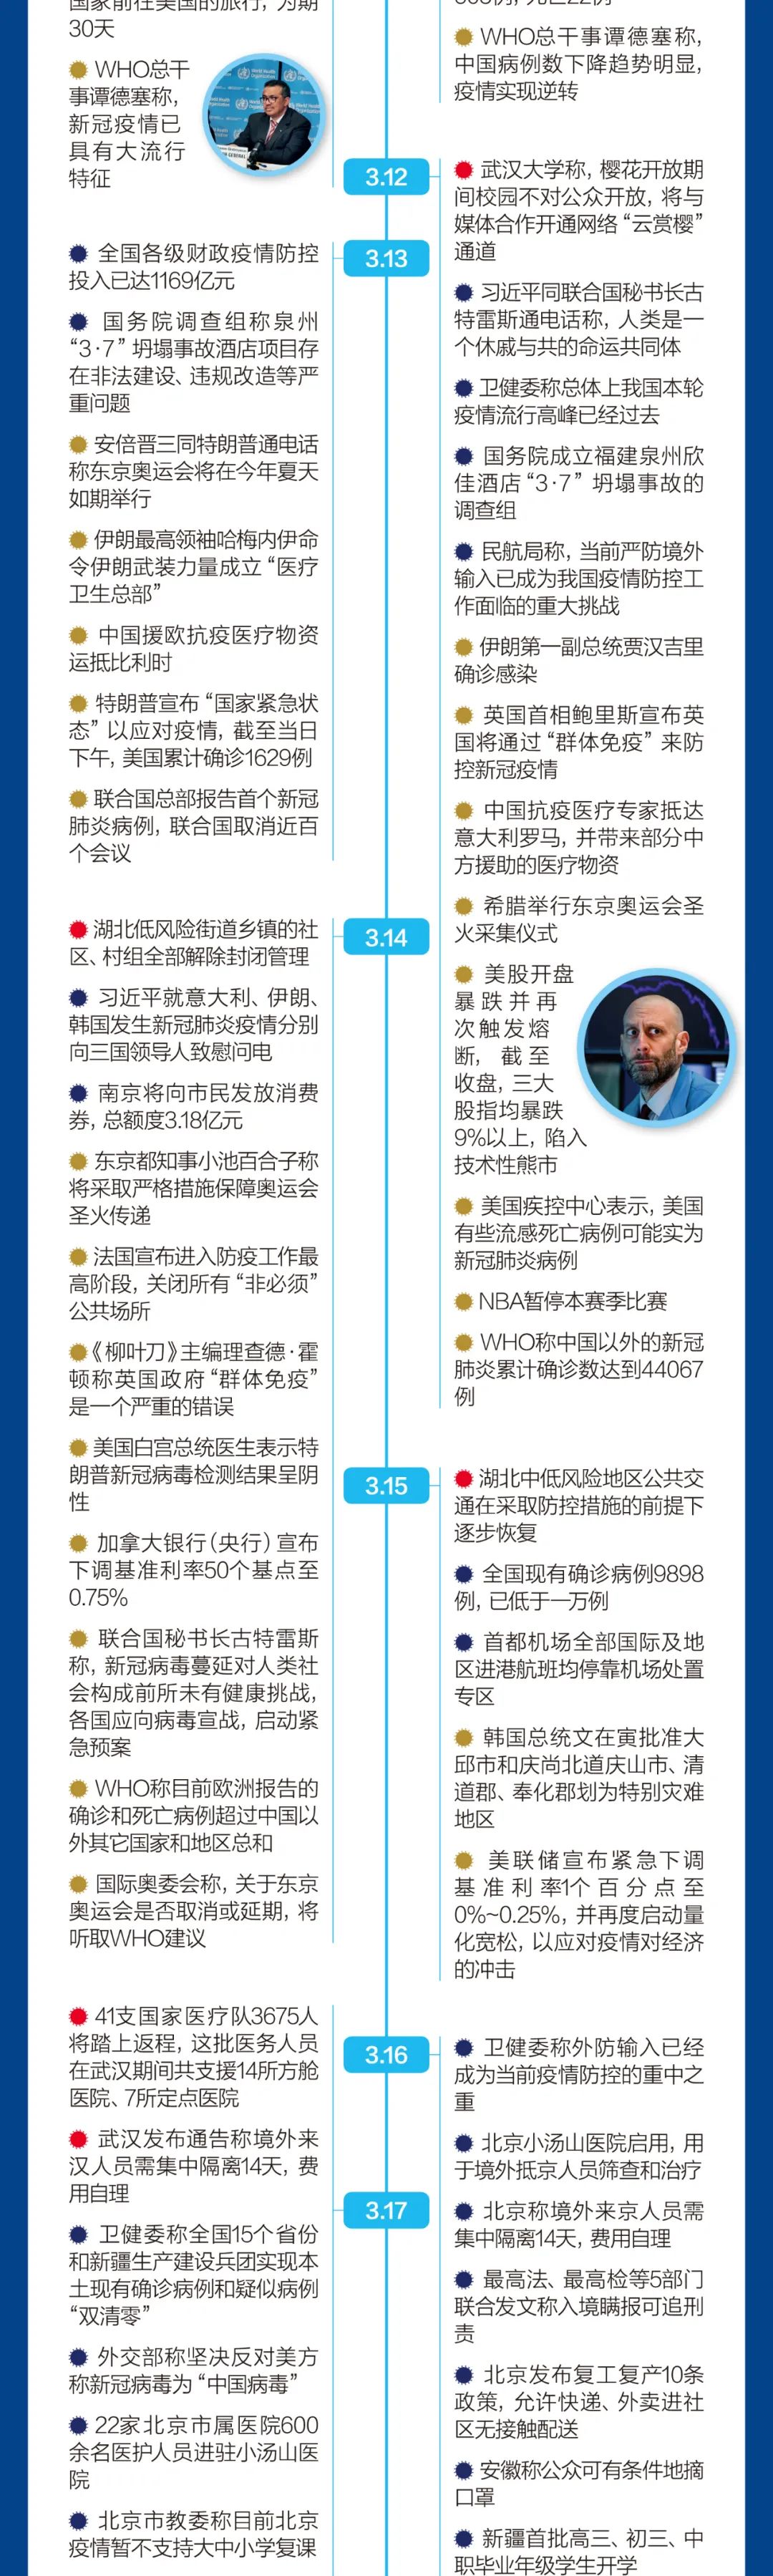 国家前往美国的旅行, 为期
30天
WHO总干
事谭德塞称,
新冠疫情已
具有大流行
特征
WHO总干事谭德塞称,
中国病例数下降趋势明显,
疫情实现逆转
3.12
武汉大学称, 樱花开放期
间校园不对公众开放, 将与
媒体合作开通网络“云赏樱”
通道
习近平同联合国秘书长古
特雷斯通电话称, 人类是一
个休戚与共的命运共同体
卫健委称总体上我国本轮
疫情流行高峰已经过去
国务院成立福建泉州欣
佳酒店“3·7”坍塌事故的
调查组
民航局称, 当前严防境外
输入已成为我国疫情防控工
作面临的重大挑战
伊朗第一副总统贾汉吉里
确诊感染
英国首相鲍里斯宣布英
国将通过“群体免疫”来防
控新冠疫情
中国抗疫医疗专家抵达
意大利罗马, 并带来部分中
方援助的医疗物资
希腊举行东京奥运会圣
火采集仪式
美股开盘
暴跌并再
次触发熔
断, 截至
收盘, 三大
股指均暴跌
9%以上, 陷入
技术性熊市
美国疾控中心表示, 美国
有些流感死亡病例可能实为
新冠肺炎病例
NBA暂停本赛季比赛
WHO称中国以外的新冠
肺炎累计确诊数达到44067
例
3.13
全国各级财政疫情防控
投入已达1169亿元
国务院调查组称泉州
“3·7”坍塌事故酒店项目存
在非法建设、违规改造等严
重问题
安倍晋三同特朗普通电话
称东京奥运会将在今年夏天
如期举行
伊朗最高领袖哈梅内伊命
令伊朗武装力量成立“医疗
卫生总部”
中国援欧抗疫医疗物资
运抵比利时
特朗普宣布“国家紧急状
态”以应对疫情, 截至当日
下午, 美国累计确诊1629例
联合国总部报告首个新冠
肺炎病例, 联合国取消近百
个会议
3.14
湖北低风险街道乡镇的社
区、村组全部解除封闭管理
习近平就意大利、伊朗、
韩国发生新冠肺炎疫情分别
向三国领导人致慰问电
南京将向市民发放消费
券, 总额度3.18亿元
东京都知事小池百合子称
将采取严格措施保障奥运会
圣火传递
法国宣布进入防疫工作最
高阶段, 关闭所有“非必须”
公共场所
《柳叶刀》主编理查德·霍
顿称英国政府“群体免疫”
是一个严重的错误
美国白宫总统医生表示特
朗普新冠病毒检测结果呈阴
性
加拿大银行(央行)宣布
下调基准利率50个基点至
0.75%
联合国秘书长古特雷斯
称, 新冠病毒蔓延对人类社
会构成前所未有健康挑战,
各国应向病毒宣战, 启动紧
急预案
WHO称目前欧洲报告的
确诊和死亡病例超过中国以
外其它国家和地区总和
国际奥委会称, 关于东京
奥运会是否取消或延期, 将
听取WHO建议
3.15
湖北中低风险地区公共交
通在采取防控措施的前提下
逐步恢复
全国现有确诊病例9898
例, 已低于一万例
首都机场全部国际及地
区进港航班均停靠机场处置
专区
韩国总统文在寅批准大
邱市和庆尚北道庆山市、清
道郡、奉化郡划为特别灾难
地区
美联储宣布紧急下调
基准利率1个百分点至
0%~0.25%, 并再度启动量
化宽松, 以应对疫情对经济
的冲击
3.16
卫健委称外防输入已经
成为当前疫情防控的重中之
重
北京小汤山医院启用, 用
于境外抵京人员筛查和治疗
北京称境外来京人员需
集中隔离14天, 费用自理
最高法、最高检等5部门
联合发文称入境瞒报可追刑
责
北京发布复工复产10条
政策, 允许快递、外卖进社
区无接触配送
安徽称公众可有条件地摘
口罩
新疆首批高三、初三、中
职毕业年级学生开学
3.17
41支国家医疗队3675人
将踏上返程, 这批医务人员
在武汉期间共支援14所方舱
医院、7所定点医院
武汉发布通告称境外来
汉人员需集中隔离14天, 费
用自理
卫健委称全国15个省份
和新疆生产建设兵团实现本
土现有确诊病例和疑似病例
“双清零”
外交部称坚决反对美方
称新冠病毒为“中国病毒”
22家北京市属医院600
余名医护人员进驻小汤山医
院
北京市教委称目前北京
疫情暂不支持大中小学复课